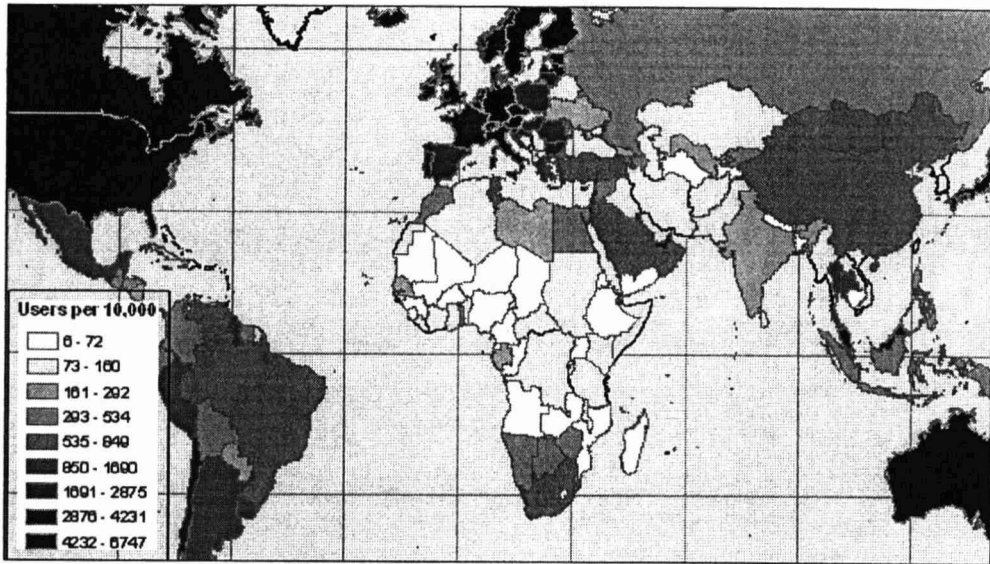 Users per 10,000
6 - 72
73 - 160
161 - 292
293 - 534
535 - 849
850 - 1690
1691 - 2875
2876 - 4231
4232 - 6747